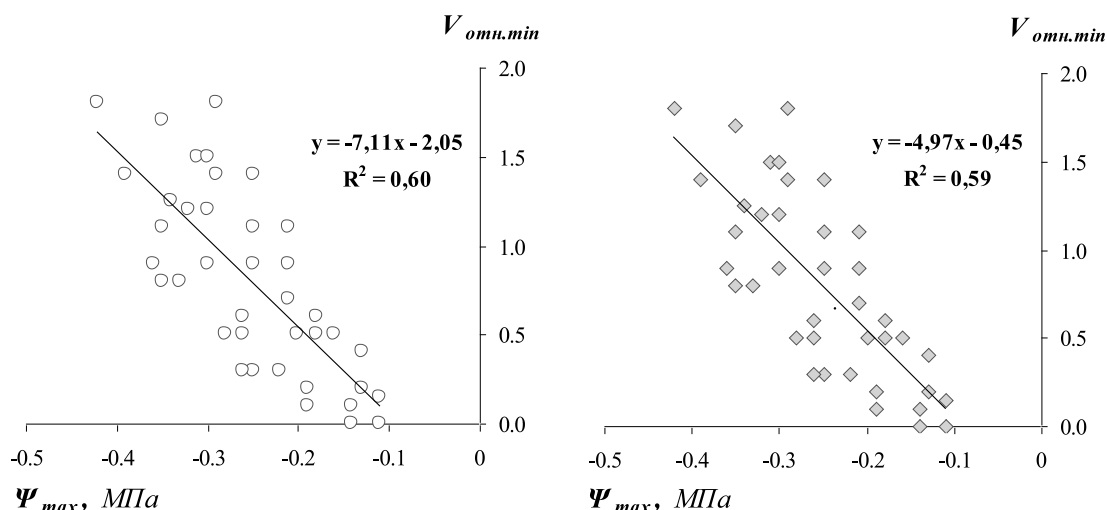 V отн.min
2.0
y = -7,11x - 2,05
R² = 0,60
1.5
1.0
0.5
0.0
-0.5 -0.4 -0.3 -0.2 -0.1 0
Ψ max, МПа
V отн.min
2.0
y = -4,97x - 0,45
R² = 0,59
1.5
1.0
0.5
0.0
-0.5 -0.4 -0.3 -0.2 -0.1 0
Ψ max, МПа